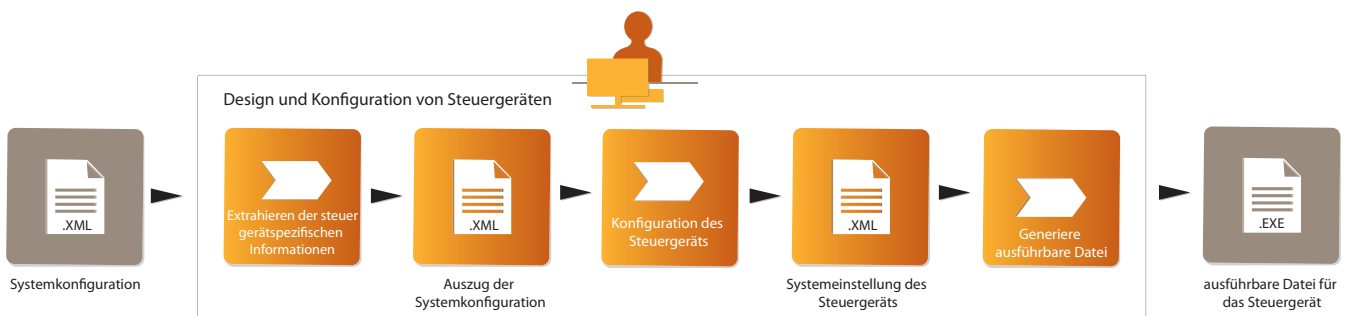 Design und Konfiguration von Steuergeräten
.XML
Systemkonfiguration
Extrahieren der steuer
gerätspezifischen
Informationen
.XML
Auszug der
Systemkonfiguration
Konfiguration des
Steuergeräts
.XML
Systemeinstellung des
Steuergeräts
Generiere
ausführbare Datei
.EXE
ausführbare Datei für
das Steuergerät